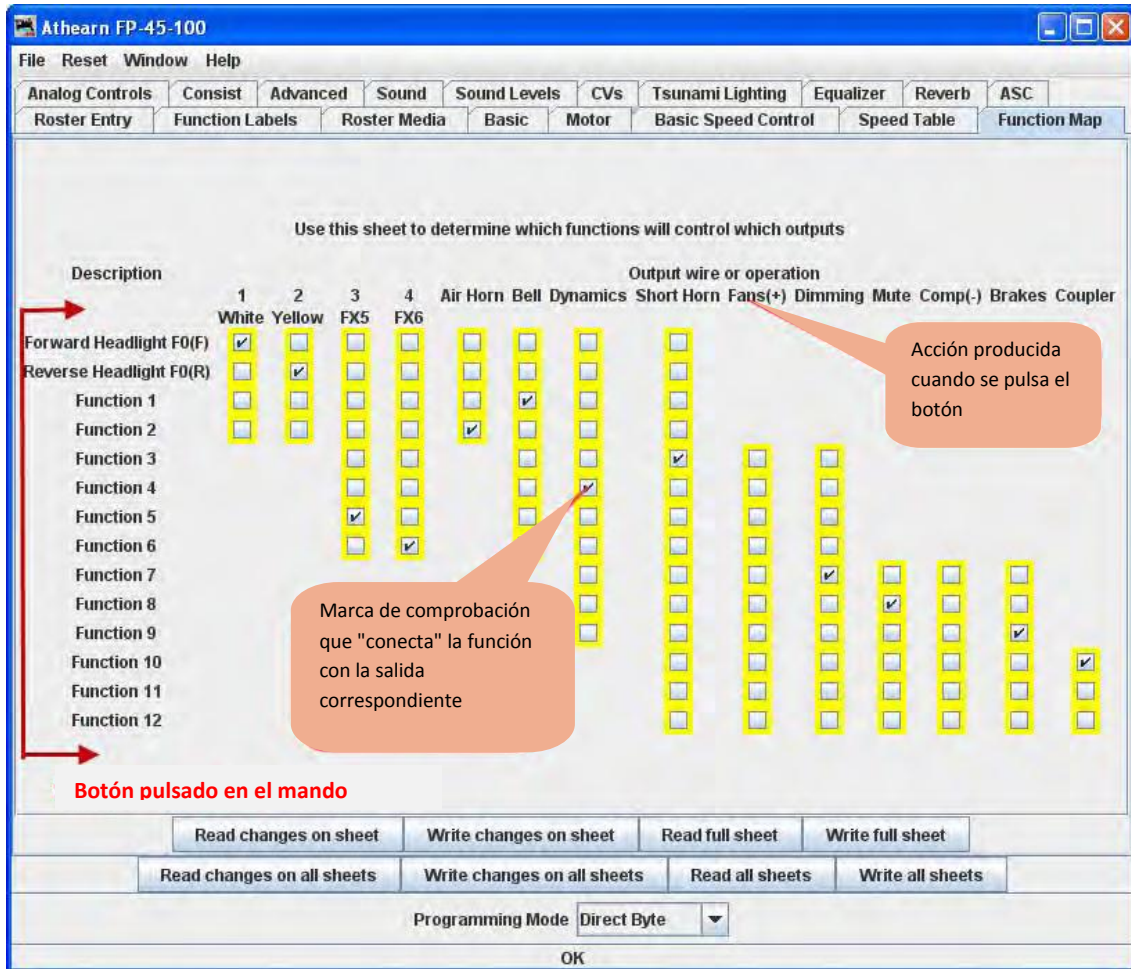 Athearn FP-45-100
File Reset Window Help
Analog Controls Consist Advanced Sound Sound Levels CVs Tsunami Lighting Equalizer Reverb ASC
Roster Entry Function Labels Roster Media Basic Motor Basic Speed Control Speed Table Function Map
Use this sheet to determine which functions will control which outputs
Description Output wire or operation
1 2 3 4 Air Horn Bell Dynamics Short Horn Fans(+) Dimming Mute Comp(-) Brakes Coupler
White Yellow FX5 FX6
Forward Headlight F0(F)
Reverse Headlight F0(R)
Function 1
Function 2
Function 3
Function 4
Function 5
Function 6
Function 7
Function 8
Function 9
Function 10
Function 11
Function 12
Acción producida
cuando se pulsa el
botón
Marca de comprobación
que "conecta" la función
con la salida
correspondiente
Botón pulsado en el mando
Read changes on sheet Write changes on sheet Read full sheet Write full sheet
Read changes on all sheets Write changes on all sheets Read all sheets Write all sheets
Programming Mode Direct Byte
OK